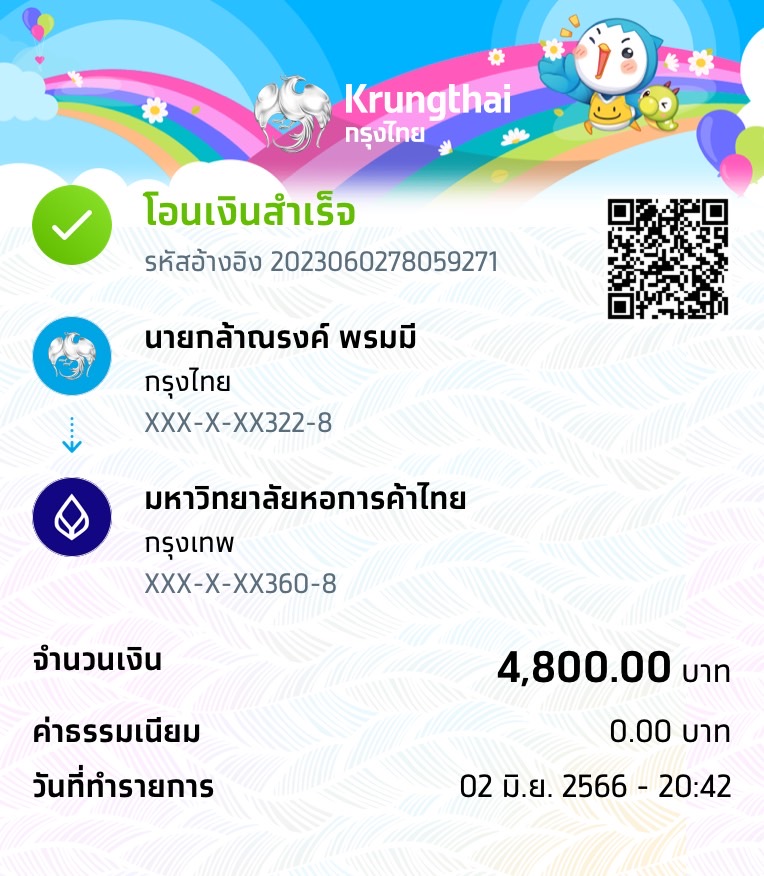 Krungthai
กรุงไทย
โอนเงินสำเร็จ
รหัสอ้างอิง 2023060278059271
นายกล้าณรงค์ พรมมี
กรุงไทย
XXX-X-XX322-8
มหาวิทยาลัยหอการค้าไทย
กรุงเทพ
XXX-X-XX360-8
จำนวนเงิน 4,800.00 บาท
ค่าธรรมเนียม 0.00 บาท
วันที่ทำรายการ 02 มิ.ย. 2566 - 20:42